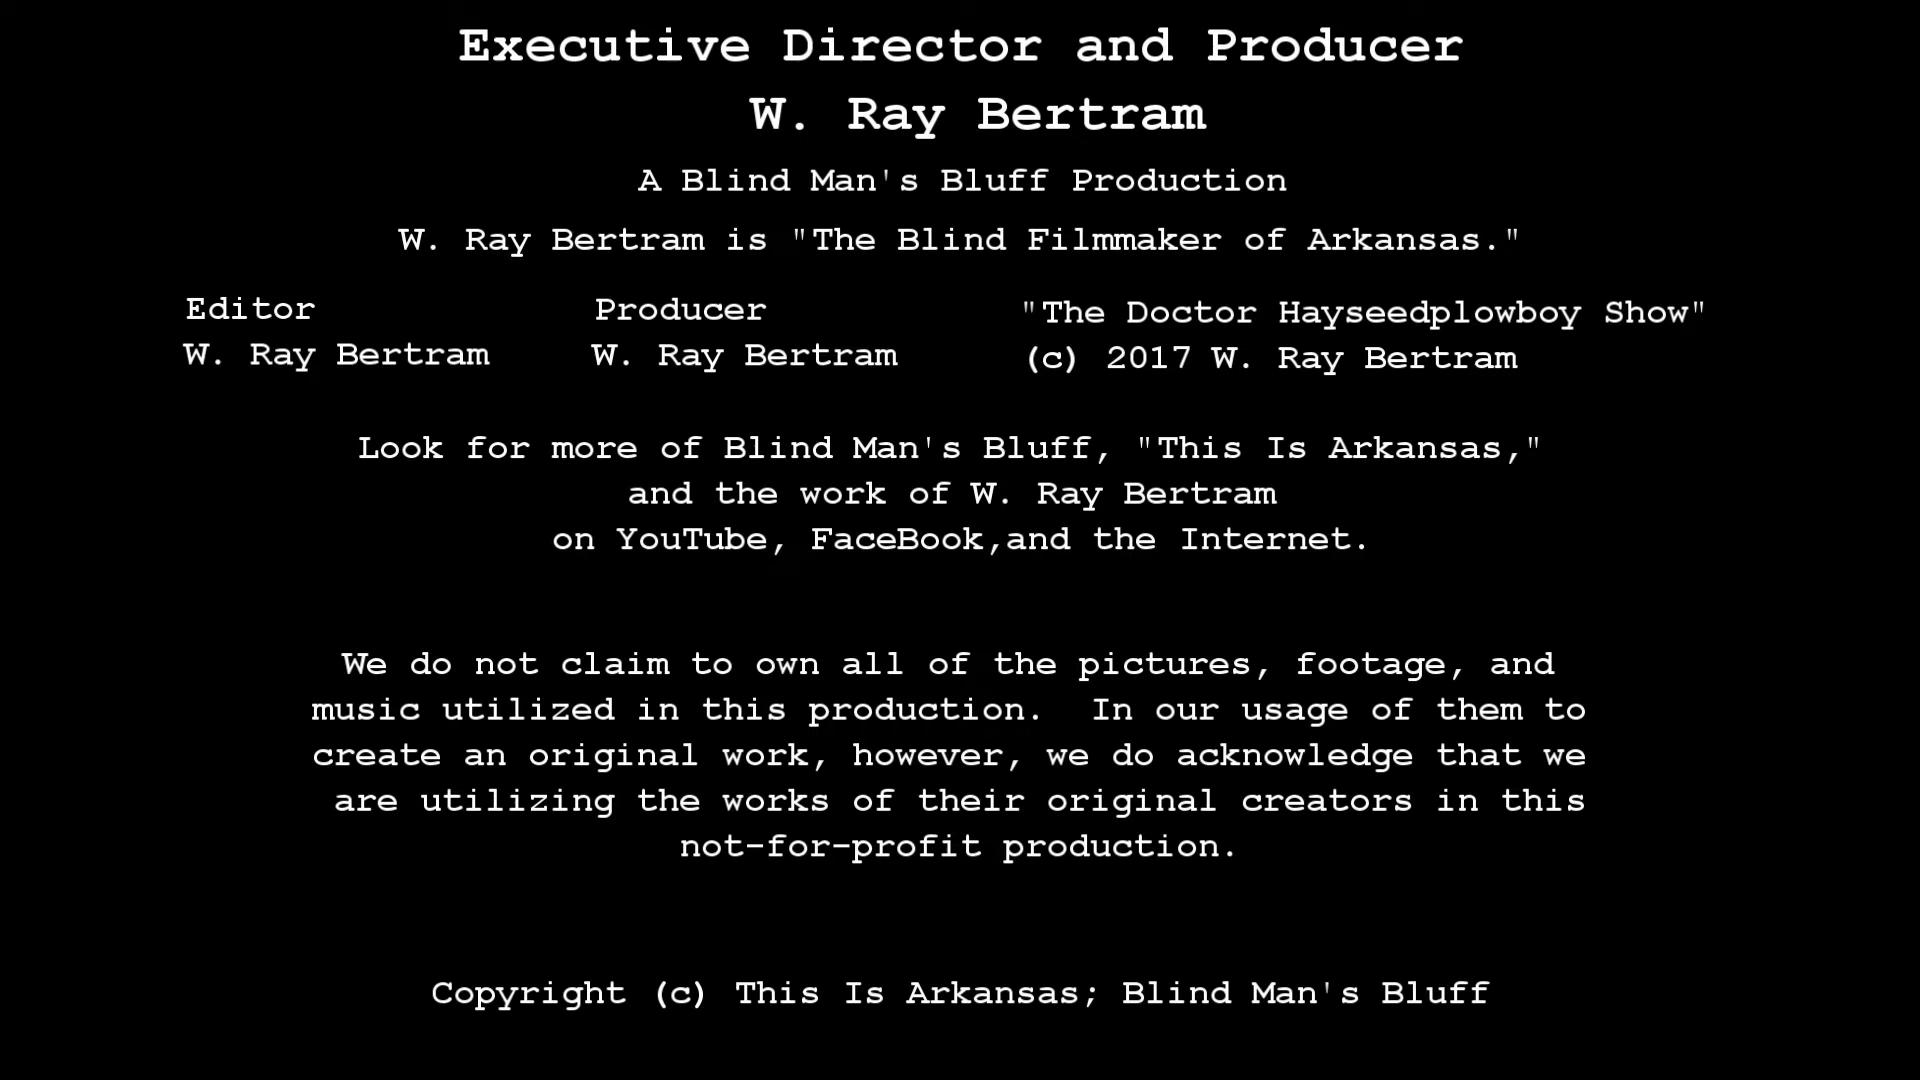 Executive Director and Producer
W. Ray Bertram
A Blind Man's Bluff Production
W. Ray Bertram is "The Blind Filmmaker of Arkansas."
Editor
W. Ray Bertram
Producer
W. Ray Bertram
"The Doctor Hayseedplowboy Show"
(c) 2017 W. Ray Bertram
Look for more of Blind Man's Bluff, "This Is Arkansas,"
and the work of W. Ray Bertram
on YouTube, FaceBook,and the Internet.
We do not claim to own all of the pictures, footage, and
music utilized in this production.  In our usage of them to
create an original work, however, we do acknowledge that we
are utilizing the works of their original creators in this
not-for-profit production.
Copyright (c) This Is Arkansas; Blind Man's Bluff